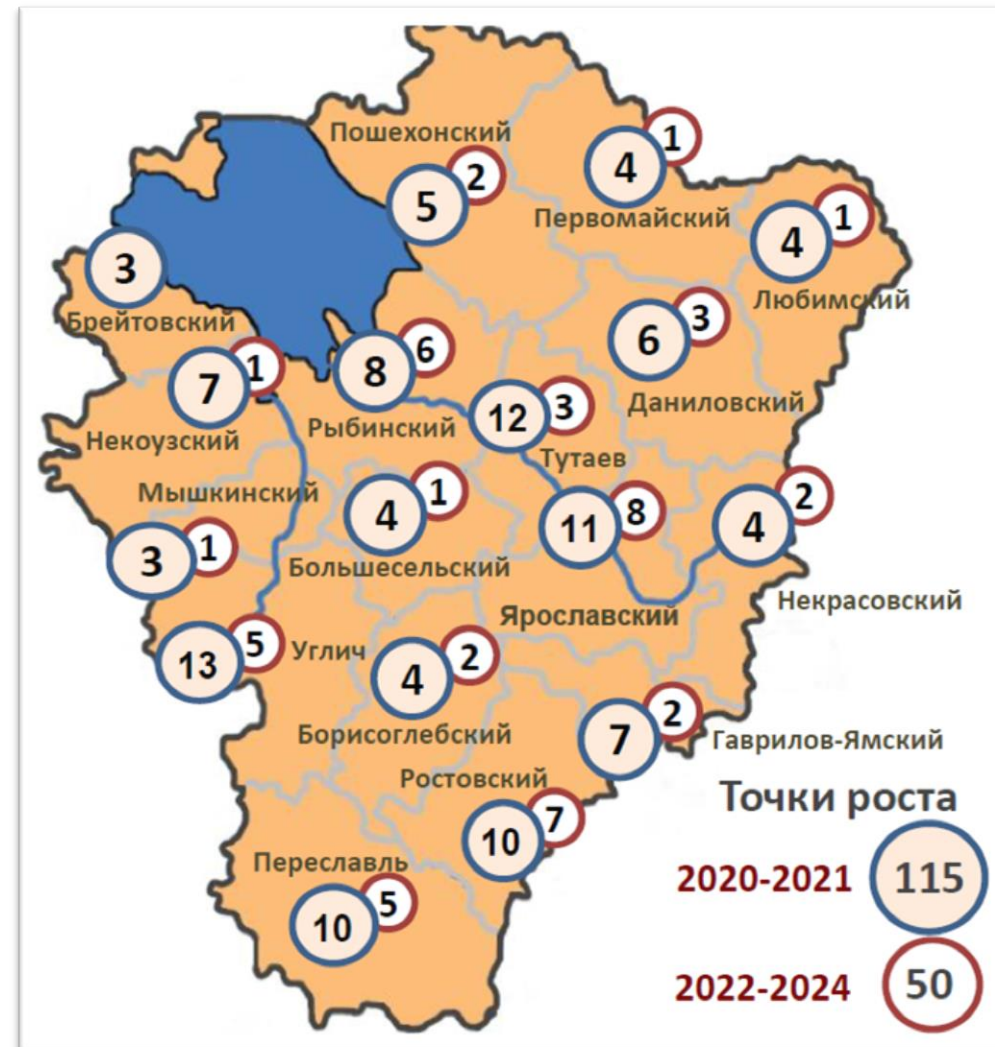 Пошехонский
1
4
2
5
Первомайский
1
4
3
Любимский
Брейтовский
3
6
6
8
1
7
Даниловский
3
12
Рыбинский
Некоузский
Тутаев
Мышкинский
1
4
2
4
8
11
1
3
Большесельский
Некрасовский
Ярославский
5
13
Углич
2
4
2
7
Борисоглебский
Гаврилов-Ямский
Ростовский
Точки роста
7
10
Переславль
2020-2021
115
5
10
2022-2024
50